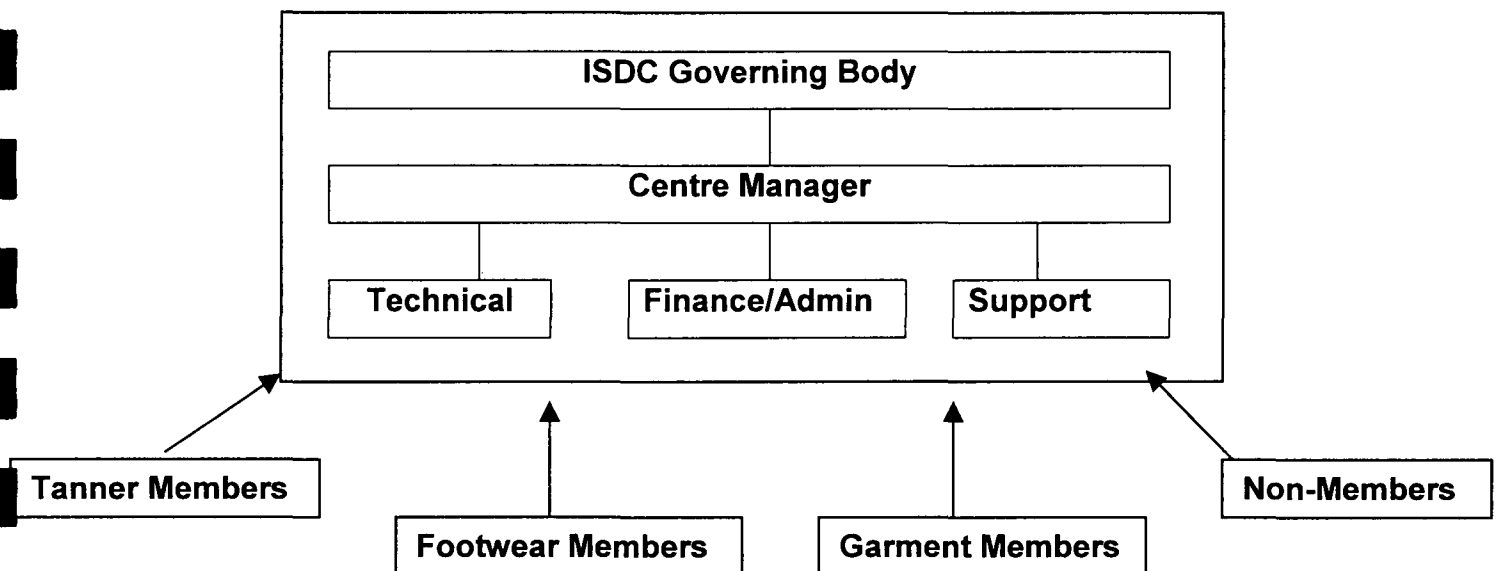 ISDC Governing Body
Centre Manager
Technical
Finance/Admin
Support
Tanner Members
Non-Members
Footwear Members
Garment Members